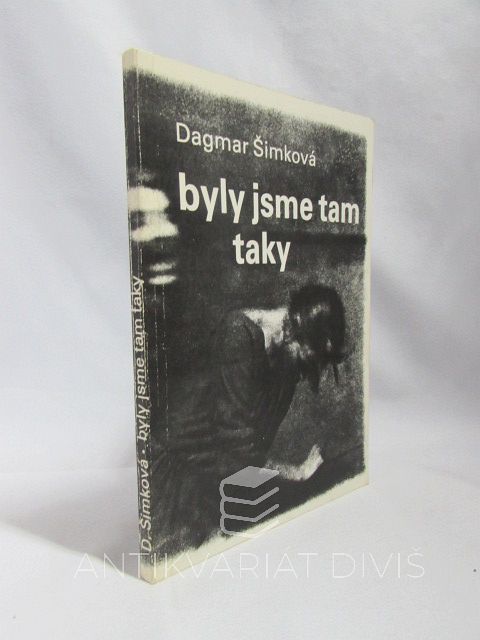 Dagmar Šimková
byly jsme tam
taky
D. Šimková • byly jsme tam taky
ANTIKVARIÁT DIVIŠ